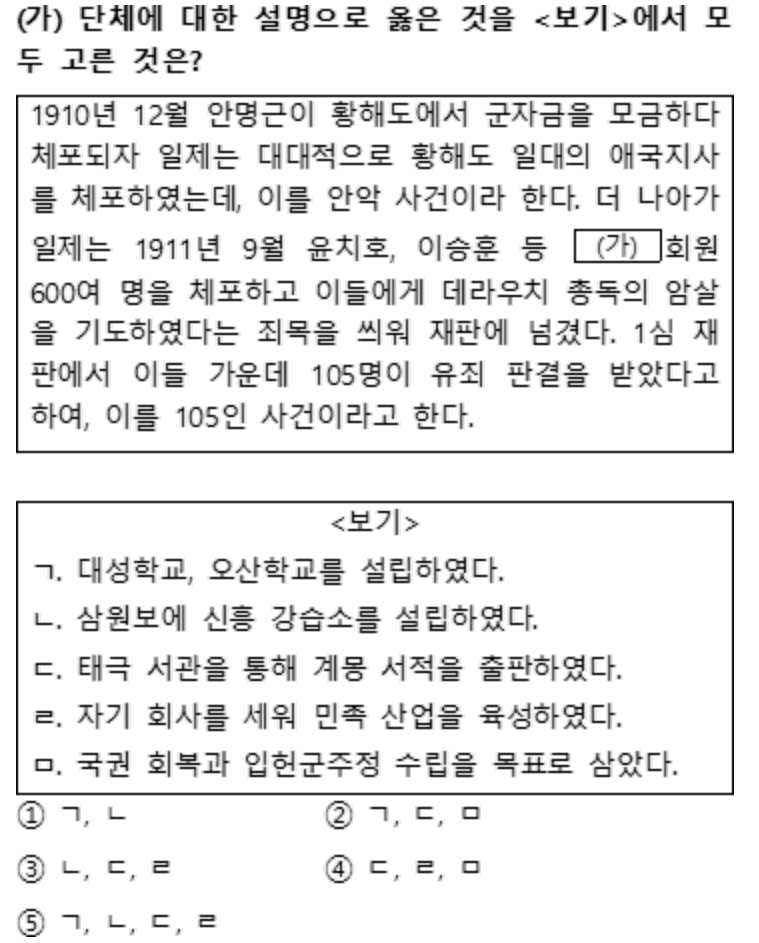 (가) 단체에 대한 설명으로 옳은 것을 <보기>에서 모
두 고른 것은?
1910년 12월 안명근이 황해도에서 군자금을 모금하다
체포되자 일제는 대대적으로 황해도 일대의 애국지사
를 체포하였는데, 이를 안악 사건이라 한다. 더 나아가
일제는 1911년 9월 윤치호, 이승훈 등 (가) 회원
600여 명을 체포하고 이들에게 데라우치 총독의 암살
을 기도하였다는 죄목을 씌워 재판에 넘겼다. 1심 재
판에서 이들 가운데 105명이 유죄 판결을 받았다고
하여, 이를 105인 사건이라고 한다.
<보기>
ㄱ. 대성학교, 오산학교를 설립하였다.
ㄴ. 삼원보에 신흥 강습소를 설립하였다.
ㄷ. 태극 서관을 통해 계몽 서적을 출판하였다.
ㄹ. 자기 회사를 세워 민족 산업을 육성하였다.
ㅁ. 국권 회복과 입헌군주정 수립을 목표로 삼았다.
① ㄱ, ㄴ ② ㄱ, ㄷ, ㅁ
③ ㄴ, ㄷ, ㄹ ④ ㄷ, ㄹ, ㅁ
⑤ ㄱ, ㄴ, ㄷ, ㄹ